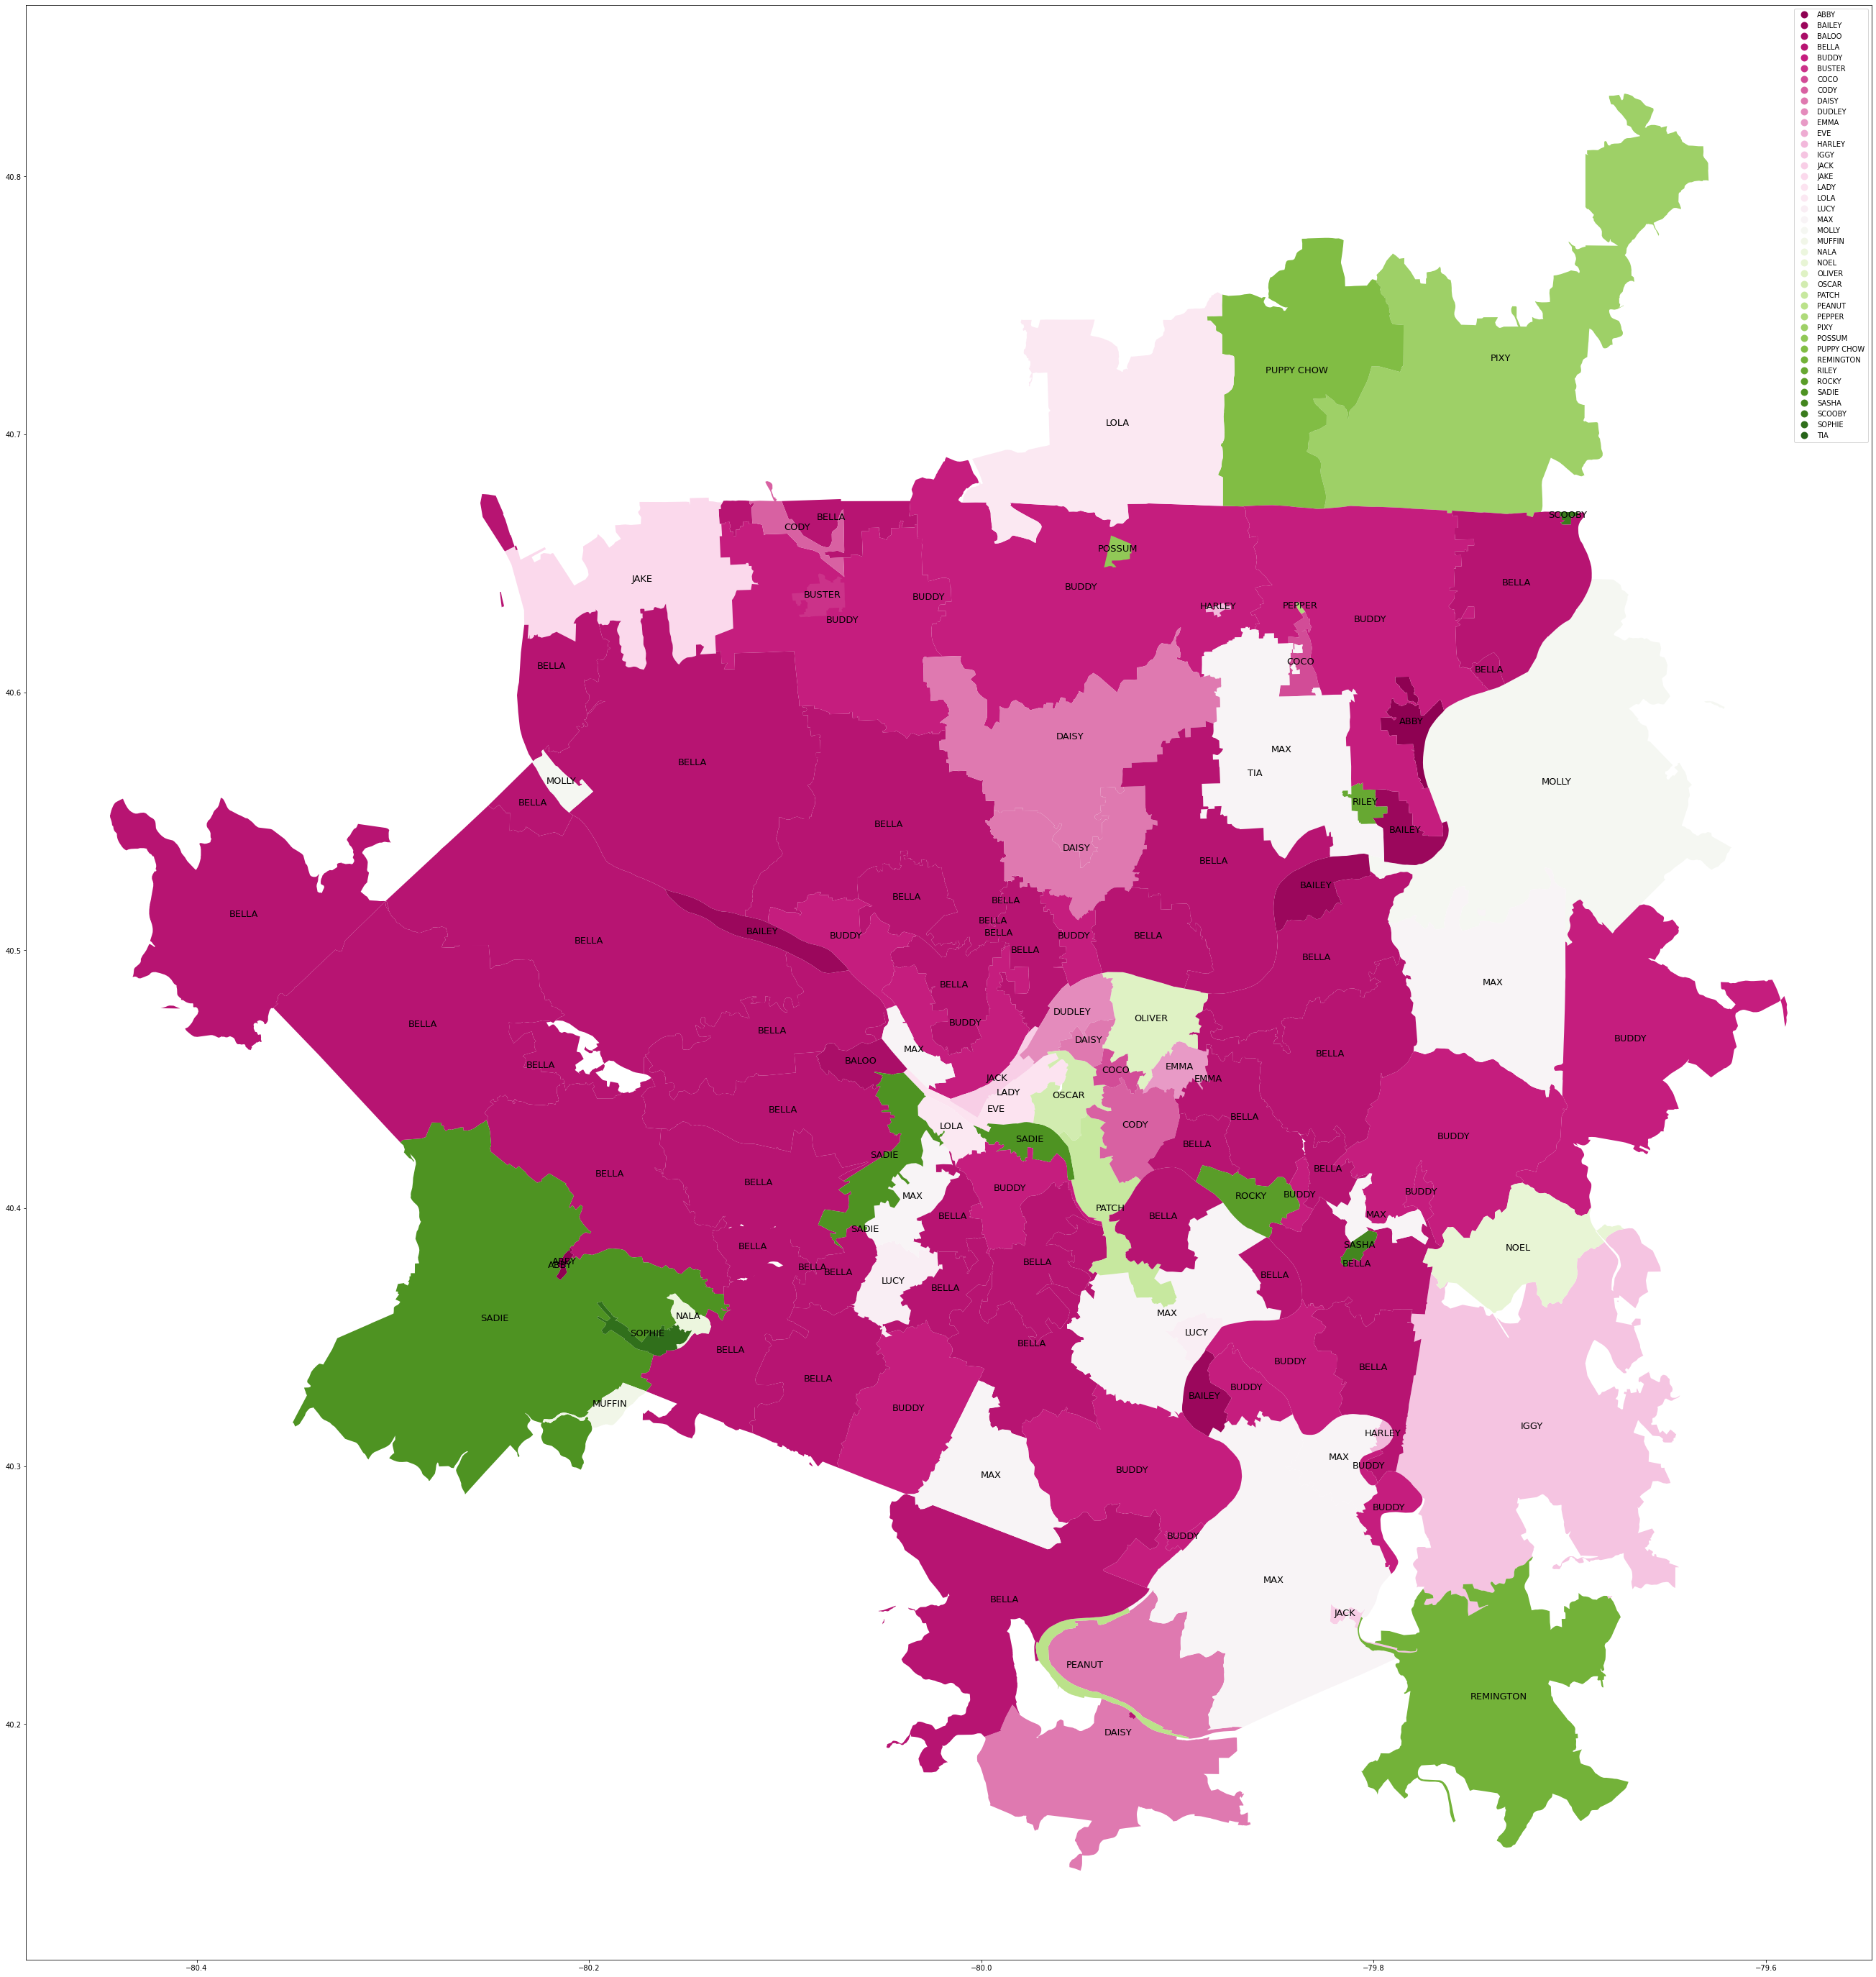 ABBY
BAILEY
BALOO
BELLA
BUDDY
BUSTER
COCO
CODY
DAISY
DUDLEY
EMMA
EVE
HARLEY
IGGY
JACK
JAKE
LADY
LOLA
LUCY
MAX
MOLLY
MUFFIN
NALA
NOEL
OLIVER
OSCAR
PATCH
PEANUT
PEPPER
PIXY
POSSUM
PUPPY CHOW
REMINGTON
RILEY
ROCKY
SADIE
SASHA
SCOOBY
SOPHIE
TIA
40.8
PIXY
PUPPY CHOW
LOLA
40.7
SCOOBY
BELLA
CODY
POSSUM
JAKE
BELLA
BUDDY
BUSTER
BUDDY
HARLEY
PEPPER
BUDDY
BUDDY
COCO
BELLA
BELLA
40.6
ABBY
DAISY
MAX
BELLA
TIA
MOLLY
MOLLY
BELLA
RILEY
BELLA
BAILEY
DAISY
BELLA
BAILEY
BELLA
BELLA
BELLA
BELLA
BAILEY
BELLA
BUDDY
BUDDY
BELLA
BELLA
40.5
BELLA
BELLA
BELLA
MAX
DUDLEY
OLIVER
BUDDY
BELLA
BELLA
DAISY
BUDDY
MAX
BELLA
BALOO
BELLA
EMMA
COCO
JACK
EMMA
LADY
OSCAR
BELLA
EVE
BELLA
LOLA
CODY
SADIE
BELLA
BUDDY
SADIE
BELLA
BELLA
BELLA
BUDDY
MAX
ROCKY
BUDDY
BUDDY
40.4
PATCH
BELLA
BELLA
MAX
SADIE
BELLA
SASHA
NOEL
ABBY
ABBY
BELLA
BELLA
BELLA
BELLA
BELLA
LUCY
BELLA
SADIE
NALA
MAX
SOPHIE
LUCY
BELLA
BELLA
BUDDY
BELLA
BELLA
BUDDY
BAILEY
MUFFIN
BUDDY
IGGY
HARLEY
MAX
BUDDY
40.3
MAX
BUDDY
BUDDY
BUDDY
MAX
BELLA
JACK
PEANUT
REMINGTON
40.2
DAISY
−80.4
−80.2
−80.0
−79.8
−79.6